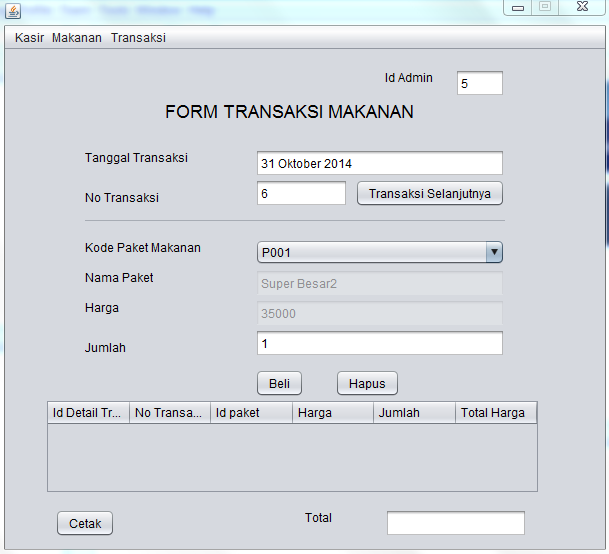 Kasir Makanan Transaksi
Id Admin 5
FORM TRANSAKSI MAKANAN
Tanggal Transaksi 31 Oktober 2014
No Transaksi 6 Transaksi Selanjutnya
Kode Paket Makanan P001
Nama Paket Super Besar2
Harga 35000
Jumlah 1
Beli Hapus
Id Detail Tr... No Transa... Id paket Harga Jumlah Total Harga
Cetak Total